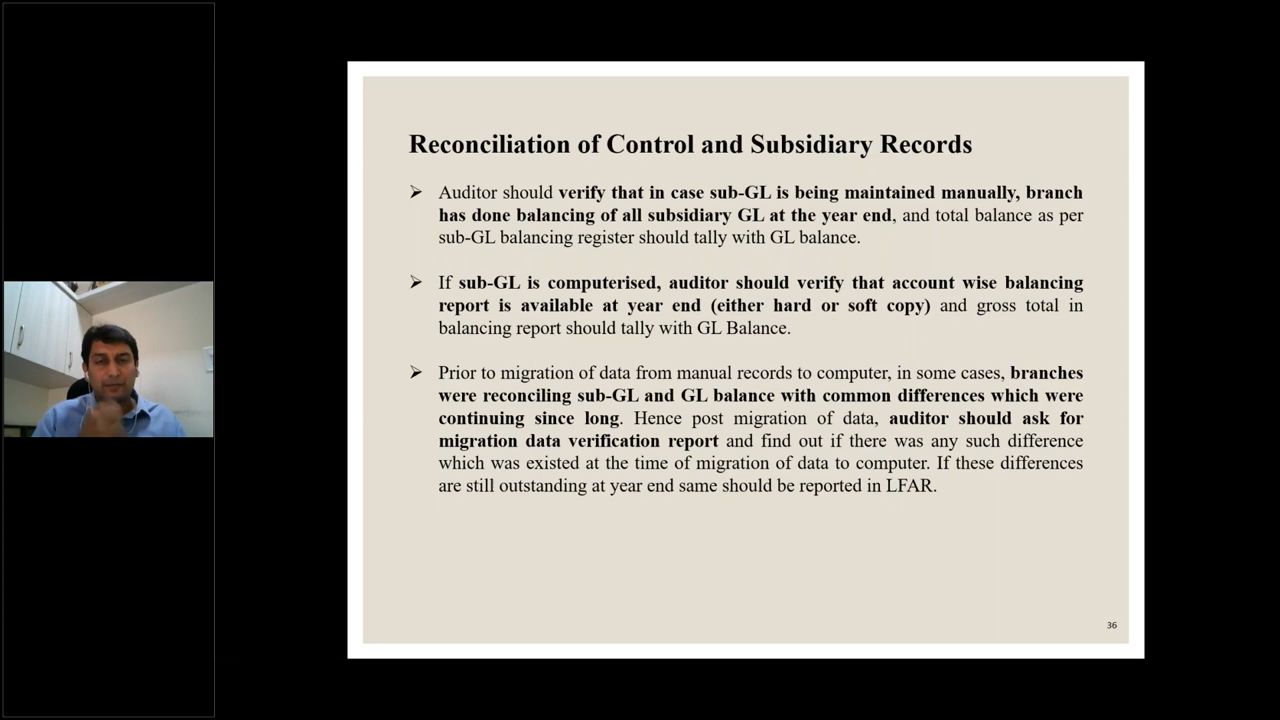 Reconciliation of Control and Subsidiary Records
➢ Auditor should verify that in case sub-GL is being maintained manually, branch
has done balancing of all subsidiary GL at the year end, and total balance as per
sub-GL balancing register should tally with GL balance.
➢ If sub-GL is computerised, auditor should verify that account wise balancing
report is available at year end (either hard or soft copy) and gross total in
balancing report should tally with GL Balance.
➢ Prior to migration of data from manual records to computer, in some cases, branches
were reconciling sub-GL and GL balance with common differences which were
continuing since long. Hence post migration of data, auditor should ask for
migration data verification report and find out if there was any such difference
which was existed at the time of migration of data to computer. If these differences
are still outstanding at year end same should be reported in LFAR.
36